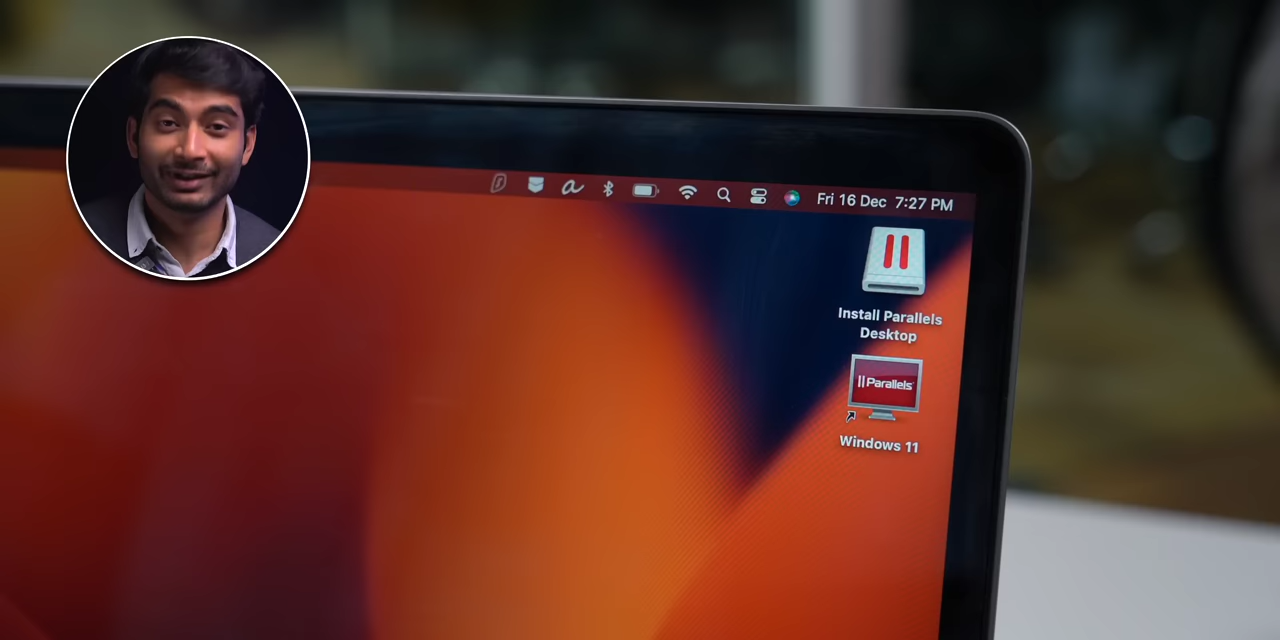 Fri 16 Dec 7:27 PM
Install Parallels
Desktop
Parallels
Windows 11